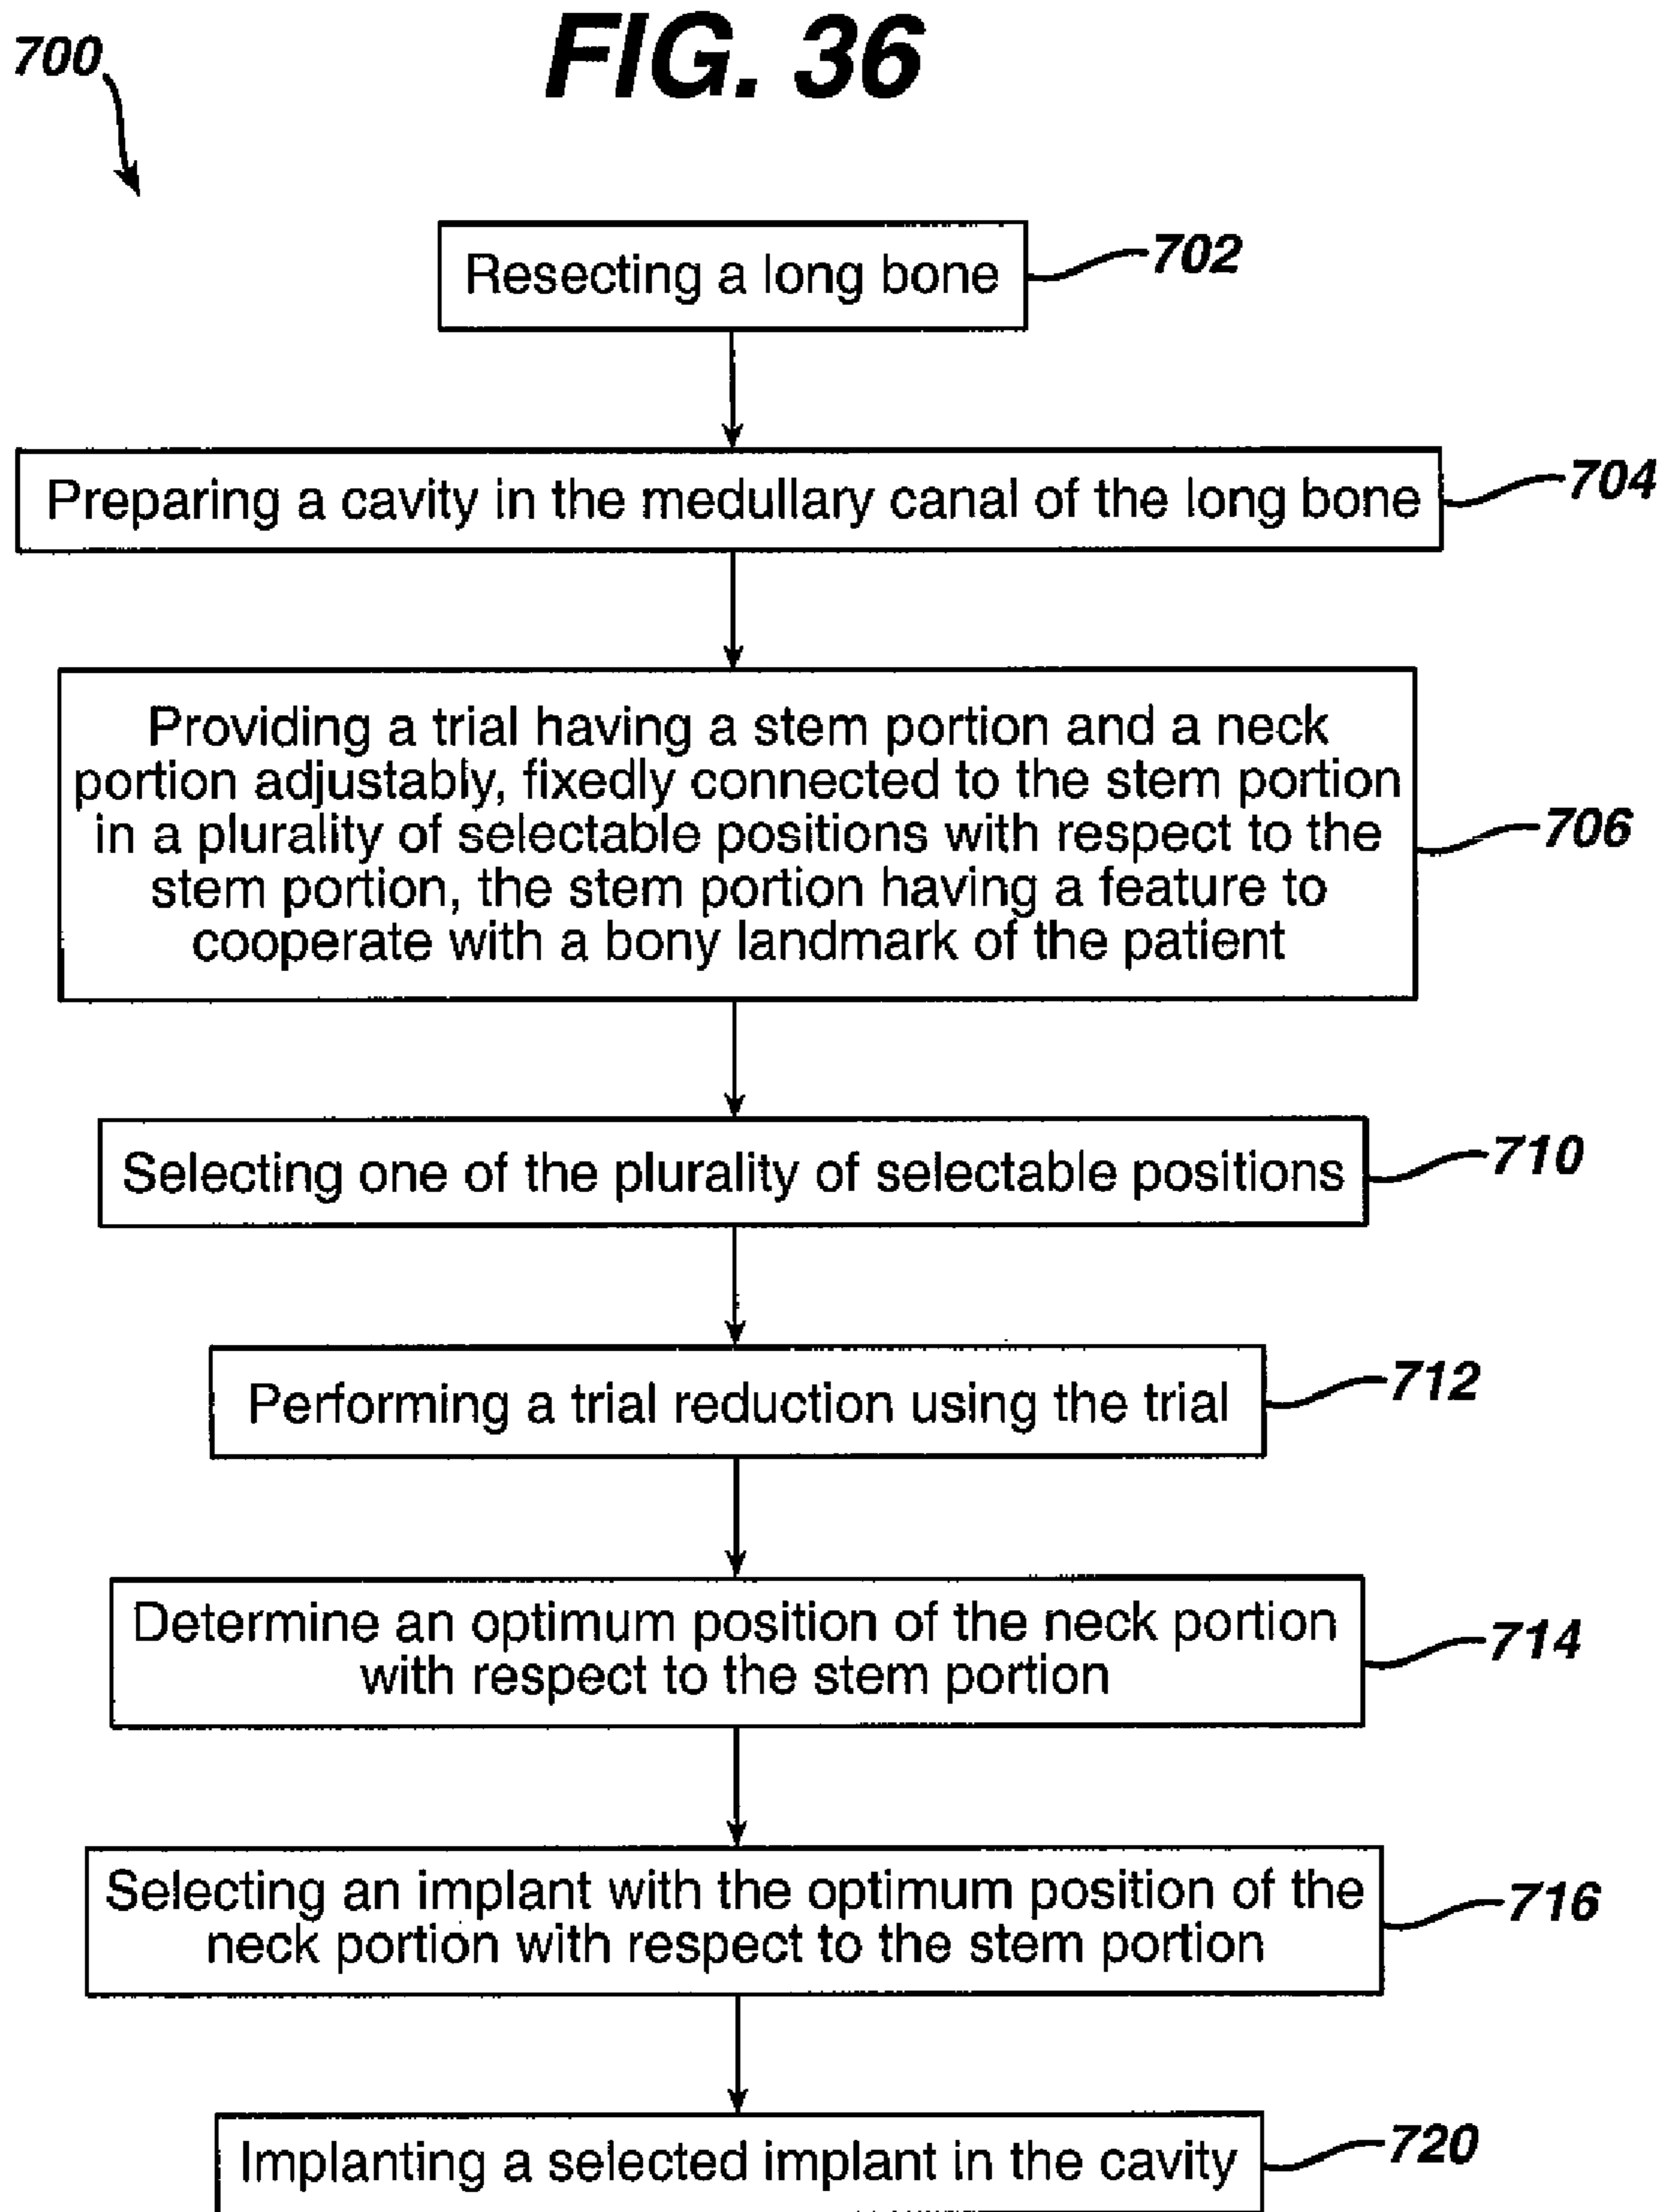 FIG. 36
700
Resecting a long bone
702
Preparing a cavity in the medullary canal of the long bone
704
Providing a trial having a stem portion and a neck
portion adjustably, fixedly connected to the stem portion
in a plurality of selectable positions with respect to the
stem portion, the stem portion having a feature to
cooperate with a bony landmark of the patient
706
Selecting one of the plurality of selectable positions
710
Performing a trial reduction using the trial
712
Determine an optimum position of the neck portion
with respect to the stem portion
714
Selecting an implant with the optimum position of the
neck portion with respect to the stem portion
716
Implanting a selected implant in the cavity
720